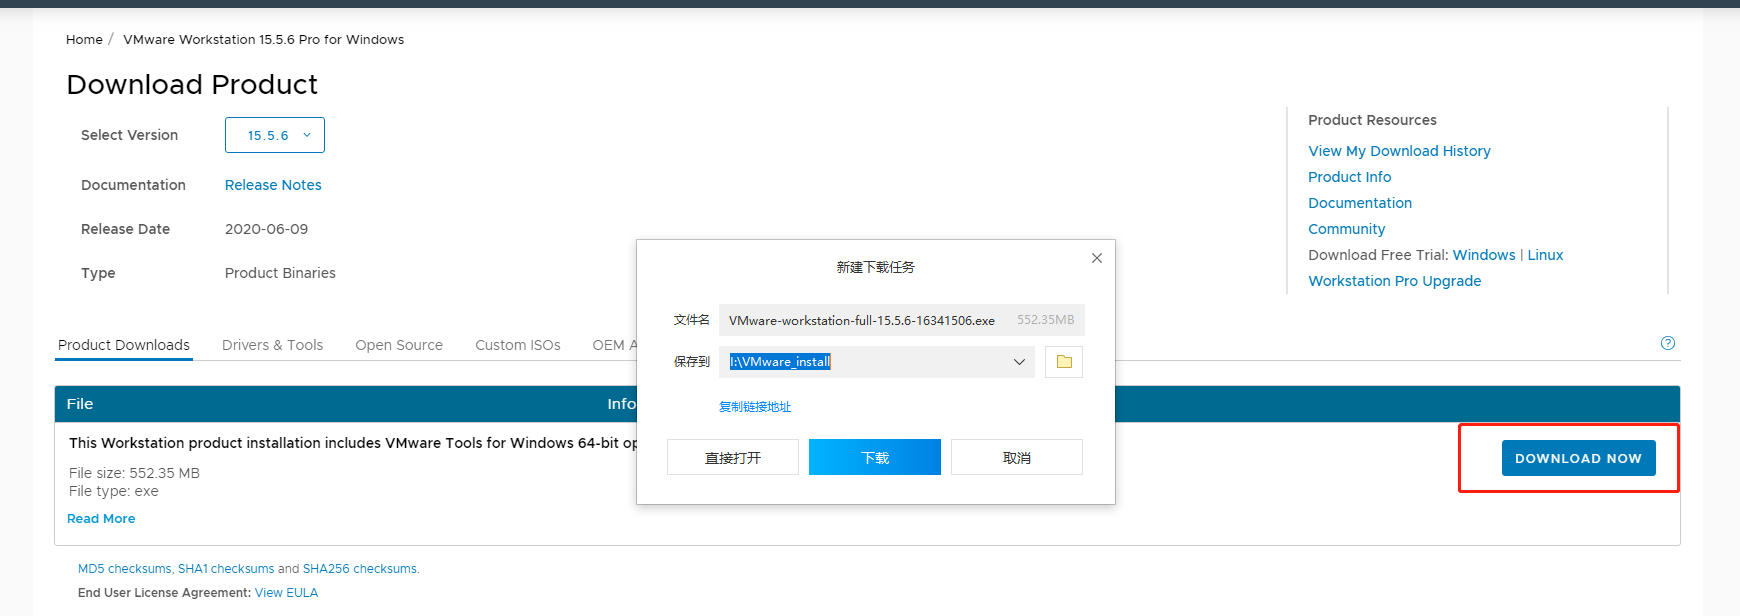 Home / VMware Workstation 15.5.6 Pro for Windows
Download Product
Select Version 15.5.6
Documentation Release Notes
Release Date 2020-06-09
Type Product Binaries
Product Resources
View My Download History
Product Info
Documentation
Community
Download Free Trial: Windows | Linux
Workstation Pro Upgrade
新建下载任务
文件名 VMware-workstation-full-15.5.6-16341506.exe 552.35MB
保存到 I:\VMware_install
复制链接地址
直接打开 下载 取消
Product Downloads Drivers & Tools Open Source Custom ISOs OEM A
File Info
This Workstation product installation includes VMware Tools for Windows 64-bit op
File size: 552.35 MB
File type: exe
Read More
DOWNLOAD NOW
MD5 checksums, SHA1 checksums and SHA256 checksums.
End User License Agreement: View EULA